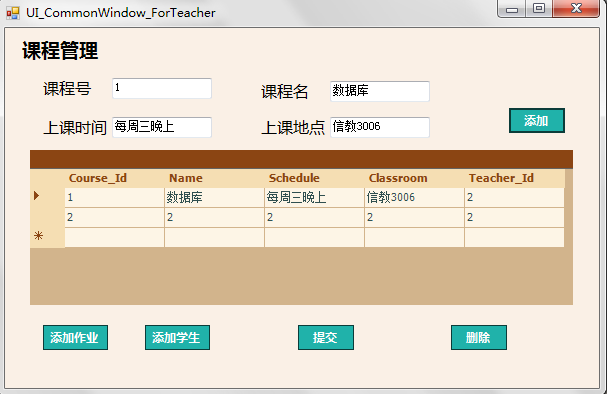 UI_CommonWindow_ForTeacher
课程管理
课程号 1 课程名 数据库
上课时间 每周三晚上 上课地点 信教3006 添加
Course_Id Name Schedule Classroom Teacher_Id
1 数据库 每周三晚上 信教3006 2
2 2 2 2 2
添加作业 添加学生 提交 删除